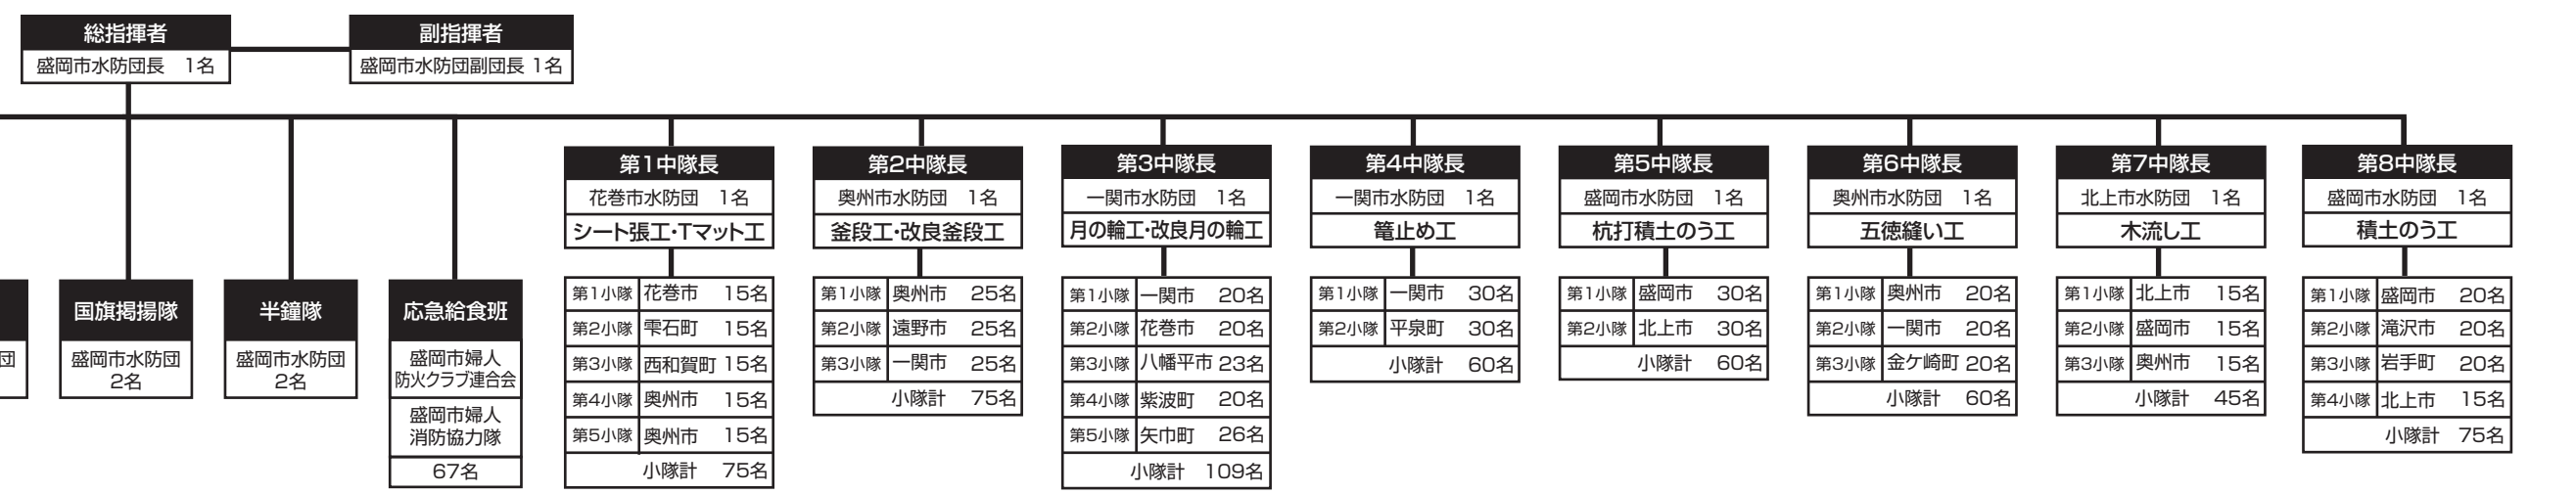 総指揮者
盛岡市水防団長 1名
副指揮者
盛岡市水防団副団長 1名
団
国旗掲揚隊
盛岡市水防団
2名
半鐘隊
盛岡市水防団
2名
応急給食班
盛岡市婦人
防火クラブ連合会
盛岡市婦人
消防協力隊
67名
第1中隊長
花巻市水防団 1名
シート張工・Tマット工
第1小隊 花巻市 15名
第2小隊 雫石町 15名
第3小隊 西和賀町 15名
第4小隊 奥州市 15名
第5小隊 奥州市 15名
小隊計 75名
第2中隊長
奥州市水防団 1名
釜段工・改良釜段工
第1小隊 奥州市 25名
第2小隊 遠野市 25名
第3小隊 一関市 25名
小隊計 75名
第3中隊長
一関市水防団 1名
月の輪工・改良月の輪工
第1小隊 一関市 20名
第2小隊 花巻市 20名
第3小隊 八幡平市 23名
第4小隊 紫波町 20名
第5小隊 矢巾町 26名
小隊計 109名
第4中隊長
一関市水防団 1名
篭止め工
第1小隊 一関市 30名
第2小隊 平泉町 30名
小隊計 60名
第5中隊長
盛岡市水防団 1名
杭打積土のう工
第1小隊 盛岡市 30名
第2小隊 北上市 30名
小隊計 60名
第6中隊長
奥州市水防団 1名
五徳縫い工
第1小隊 奥州市 20名
第2小隊 一関市 20名
第3小隊 金ケ崎町 20名
小隊計 60名
第7中隊長
北上市水防団 1名
木流し工
第1小隊 北上市 15名
第2小隊 盛岡市 15名
第3小隊 奥州市 15名
小隊計 45名
第8中隊長
盛岡市水防団 1名
積土のう工
第1小隊 盛岡市 20名
第2小隊 滝沢市 20名
第3小隊 岩手町 20名
第4小隊 北上市 15名
小隊計 75名